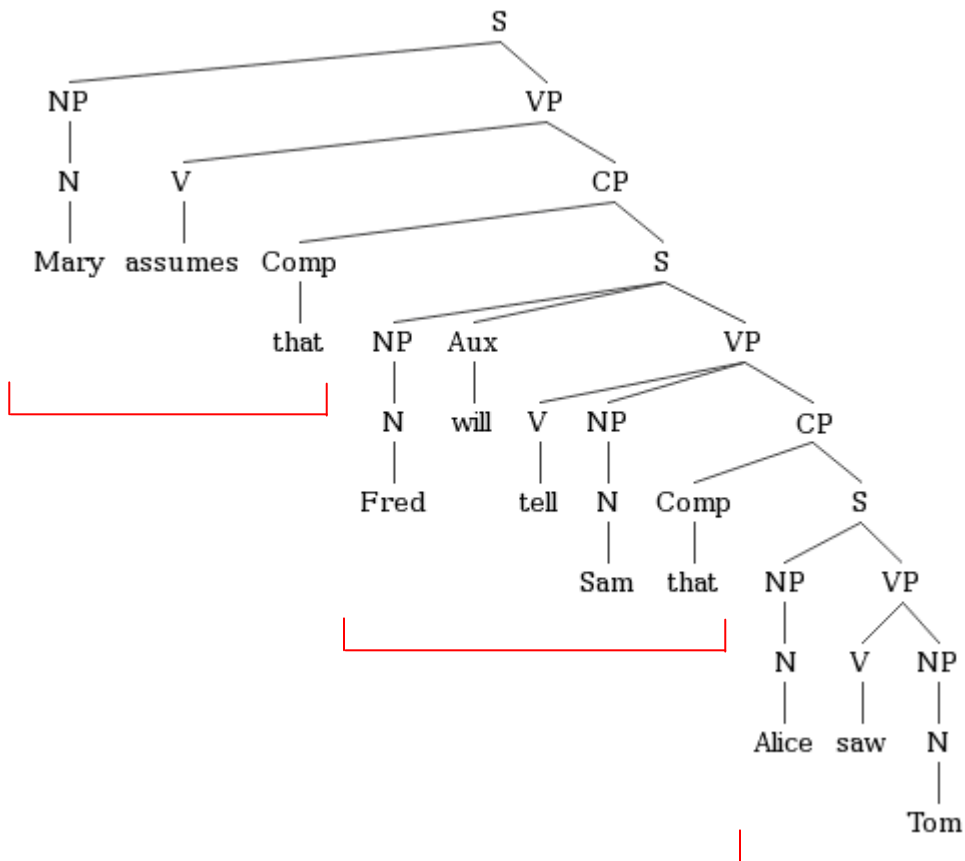 S
NP VP
N V CP
Mary assumes Comp S
that NP Aux VP
N will V NP CP
Fred tell N Comp S
Sam that NP VP
N V NP
Alice saw N
Tom